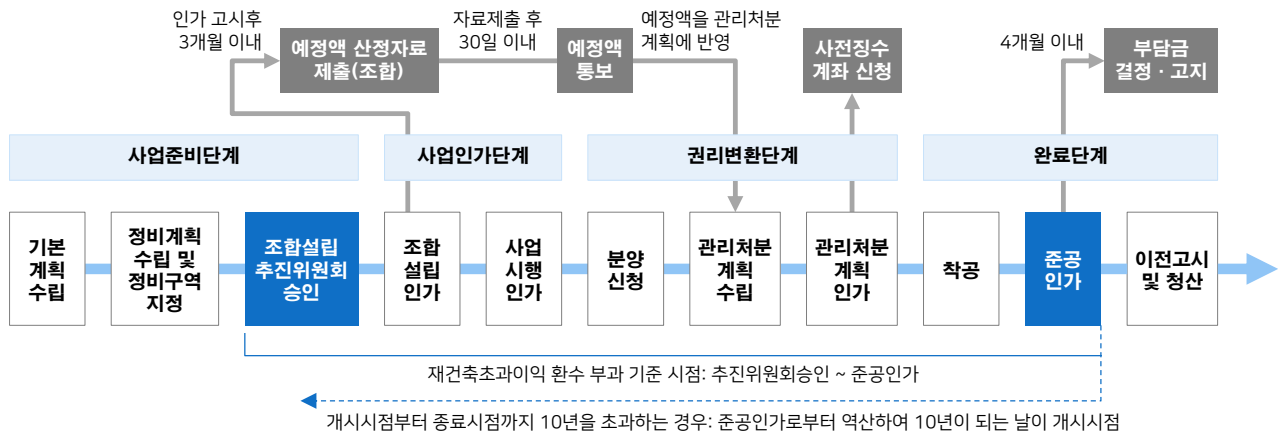 인가 고시후
3개월 이내
예정액 산정자료
제출(조합)
자료제출 후
30일 이내
예정액
통보
예정액을 관리처분
계획에 반영
사전징수
계좌 신청
4개월 이내
부담금
결정 · 고지
사업준비단계
사업인가단계
권리변환단계
완료단계
기본
계획
수립
정비계획
수립 및
정비구역
지정
조합설립
추진위원회
승인
조합
설립
인가
사업
시행
인가
분양
신청
관리처분
계획
수립
관리처분
계획
인가
착공
준공
인가
이전고시
및 청산
재건축초과이익 환수 부과 기준 시점: 추진위원회승인 ~ 준공인가
개시시점부터 종료시점까지 10년을 초과하는 경우: 준공인가로부터 역산하여 10년이 되는 날이 개시시점